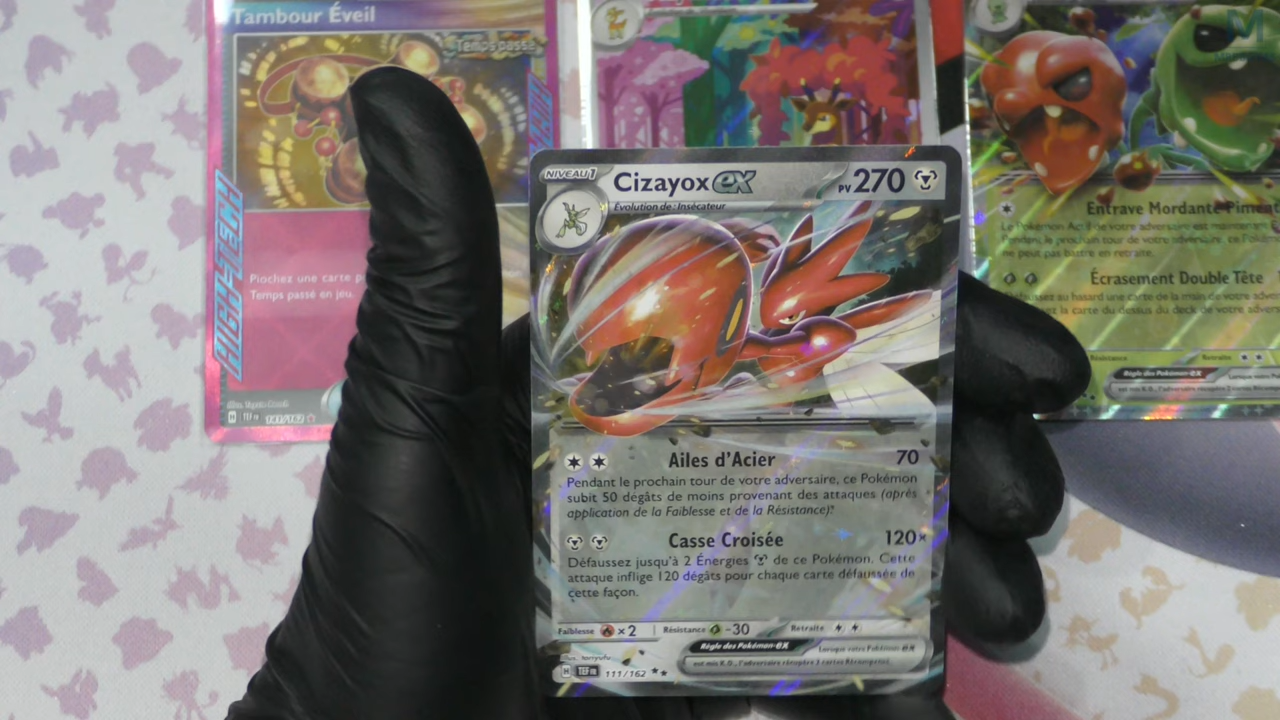 Tambour Éveil
Temps passé
HIGH-TECH
Piochez une carte
Temps passé en jeu.
H TEF FR 141/162
NIVEAU 1
Cizayox ex
PV 270
Évolution de: Insécateur
Ailes d'Acier 70
Pendant le prochain tour de votre adversaire, ce Pokémon
subit 50 dégâts de moins provenant des attaques (après
application de la Faiblesse et de la Résistance).
Casse Croisée 120×
Défaussez jusqu'à 2 Énergies de ce Pokémon. Cette
attaque inflige 120 dégâts pour chaque carte défaussée de
cette façon.
Faiblesse ×2 Résistance -30 Retraite
Règle des Pokémon-ex Lorsque votre Pokémon-ex
est mis K.O., l'adversaire récupère 2 cartes Récompense.
H TEF FR 111/162
M
Entrave Mordante Piment
Le Pokémon Actif de votre adversaire est maintenant
Pendant le prochain tour de votre adversaire, ce Pokémon
ne peut pas battre en retraite.
Écrasement Double Tête
au hasard une carte de la main de votre
la carte du dessus du deck de votre
Résistance Retraite
Règle des Pokémon-ex
est mis K.O., l'adversaire récupère 2 cartes Récompense.